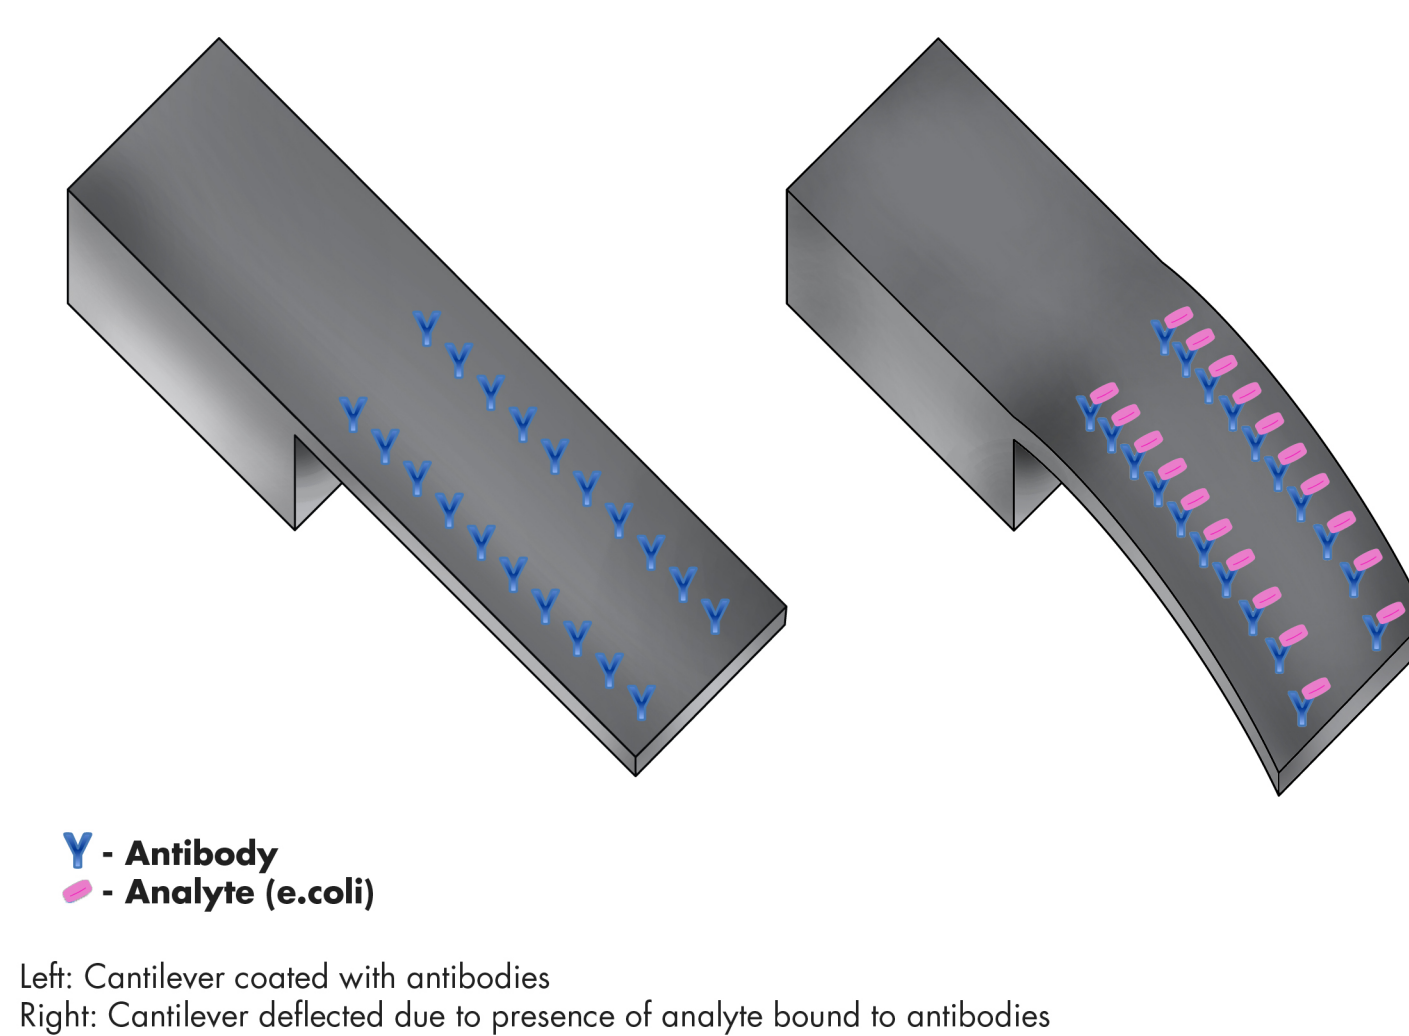 - Antibody
- Analyte (e.coli)
Left: Cantilever coated with antibodies
Right: Cantilever deflected due to presence of analyte bound to antibodies